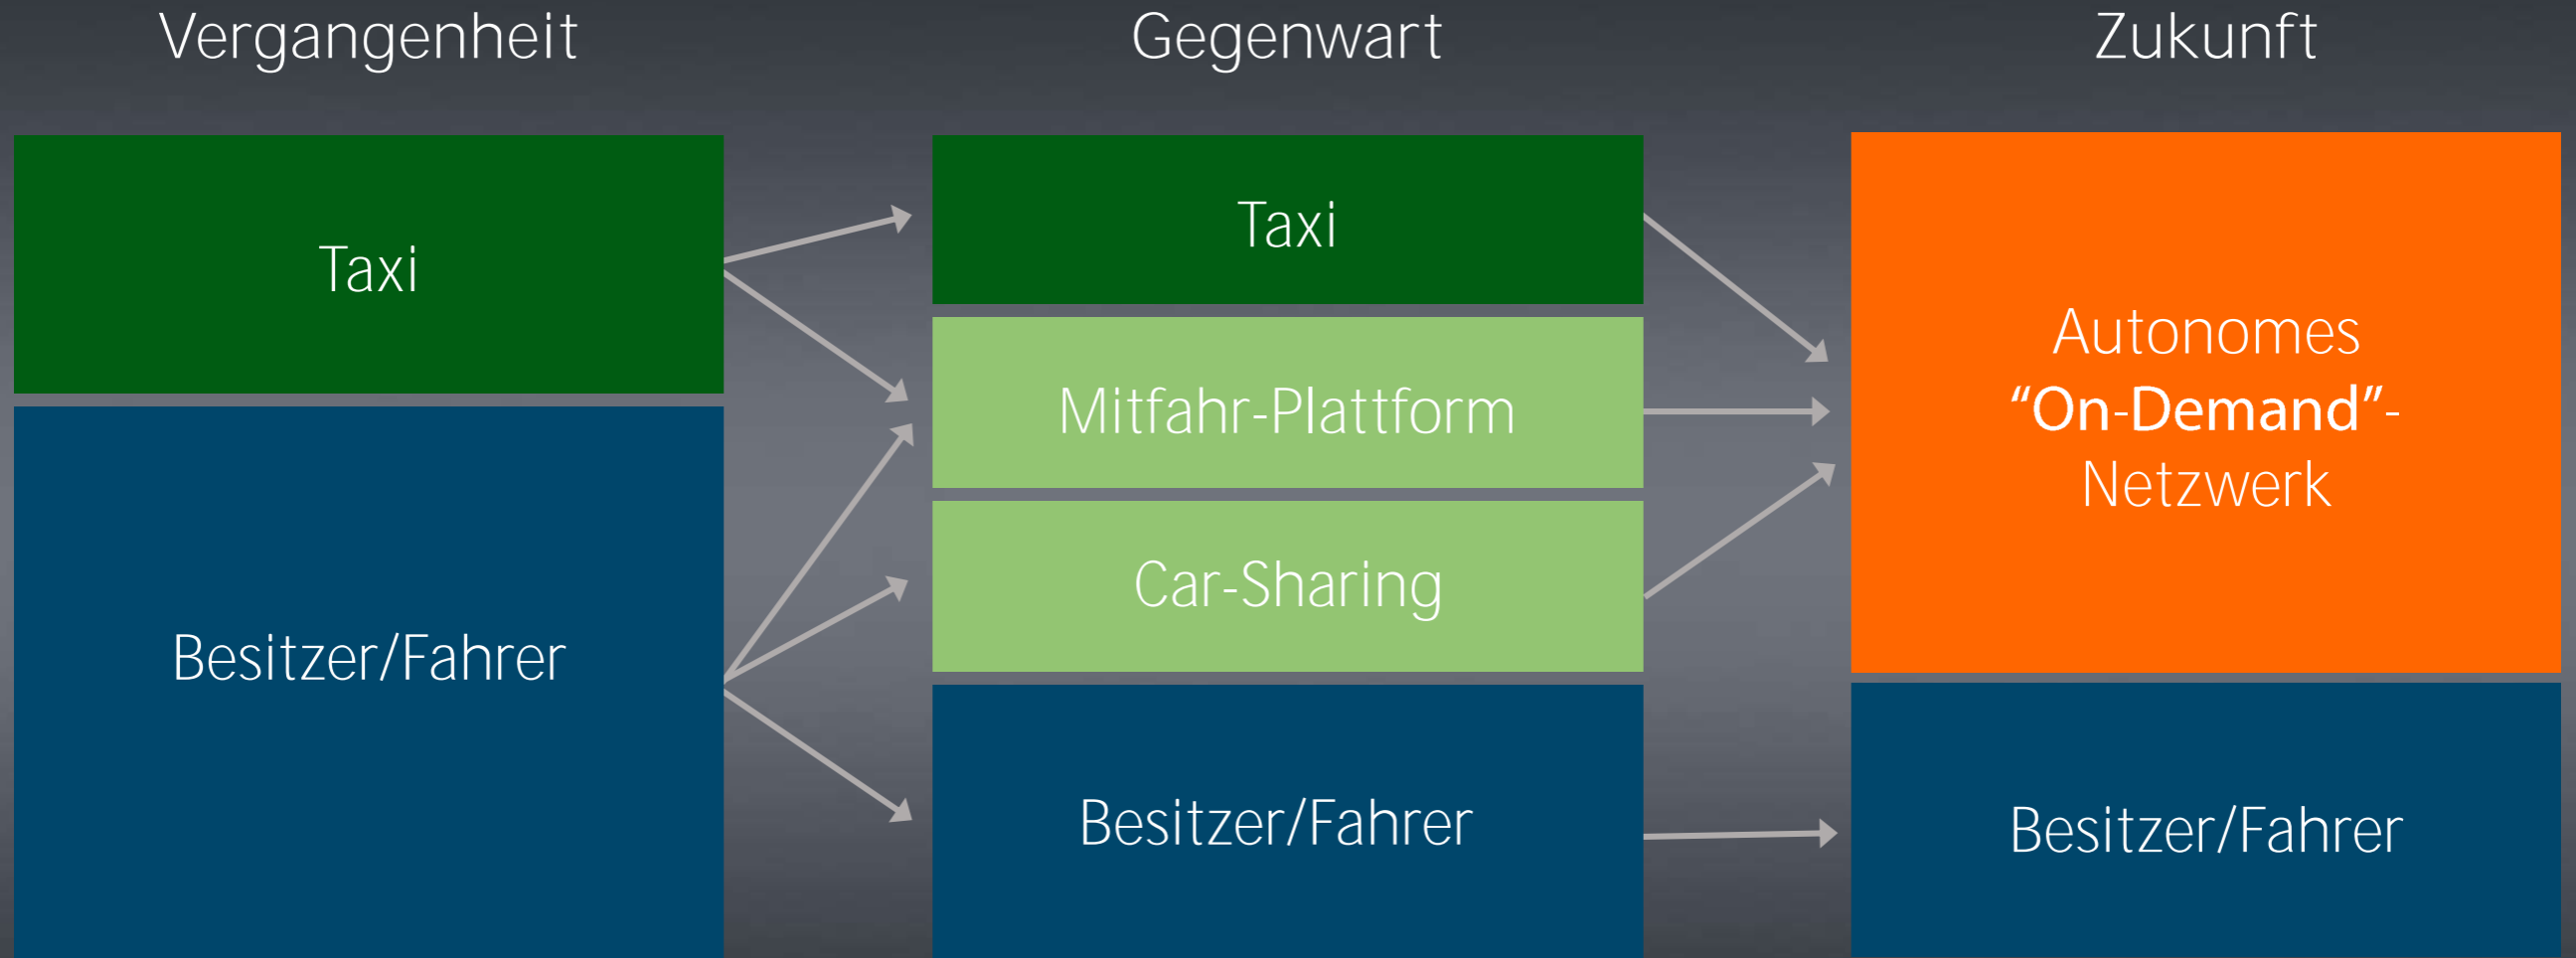 Vergangenheit
Gegenwart
Zukunft
Taxi
Besitzer/Fahrer
Taxi
Mitfahr-Plattform
Car-Sharing
Besitzer/Fahrer
Autonomes
“On-Demand”-
Netzwerk
Besitzer/Fahrer